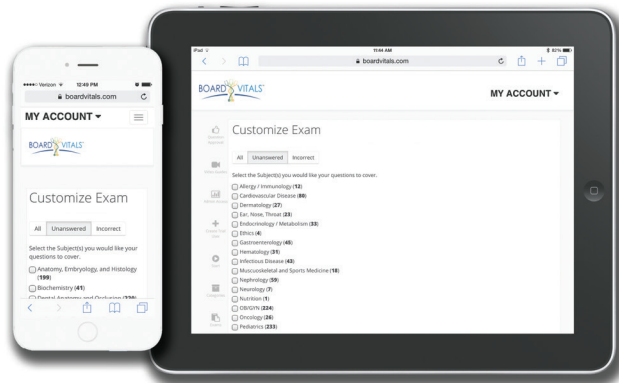 Verizon 12:49 PM
boardvitals.com
MY ACCOUNT
BOARD VITALS
Customize Exam
All Unanswered Incorrect
Select the Subject(s) you would like your
questions to cover.
Anatomy, Embryology, and Histology
(199)
Biochemistry (41)
iPad 11:44 AM 82%
boardvitals.com
BOARD VITALS
MY ACCOUNT
Customize Exam
All Unanswered Incorrect
Select the Subject(s) you would like your questions to cover.
Allergy / Immunology (12)
Cardiovascular Disease (80)
Dermatology (27)
Ear, Nose, Throat (23)
Endocrinology / Metabolism (33)
Ethics (4)
Gastroenterology (45)
Hematology (31)
Infectious Disease (43)
Muscuoskeletal and Sports Medicine (18)
Nephrology (59)
Neurology (7)
Nutrition (1)
OB/GYN (224)
Oncology (26)
Pediatrics (233)